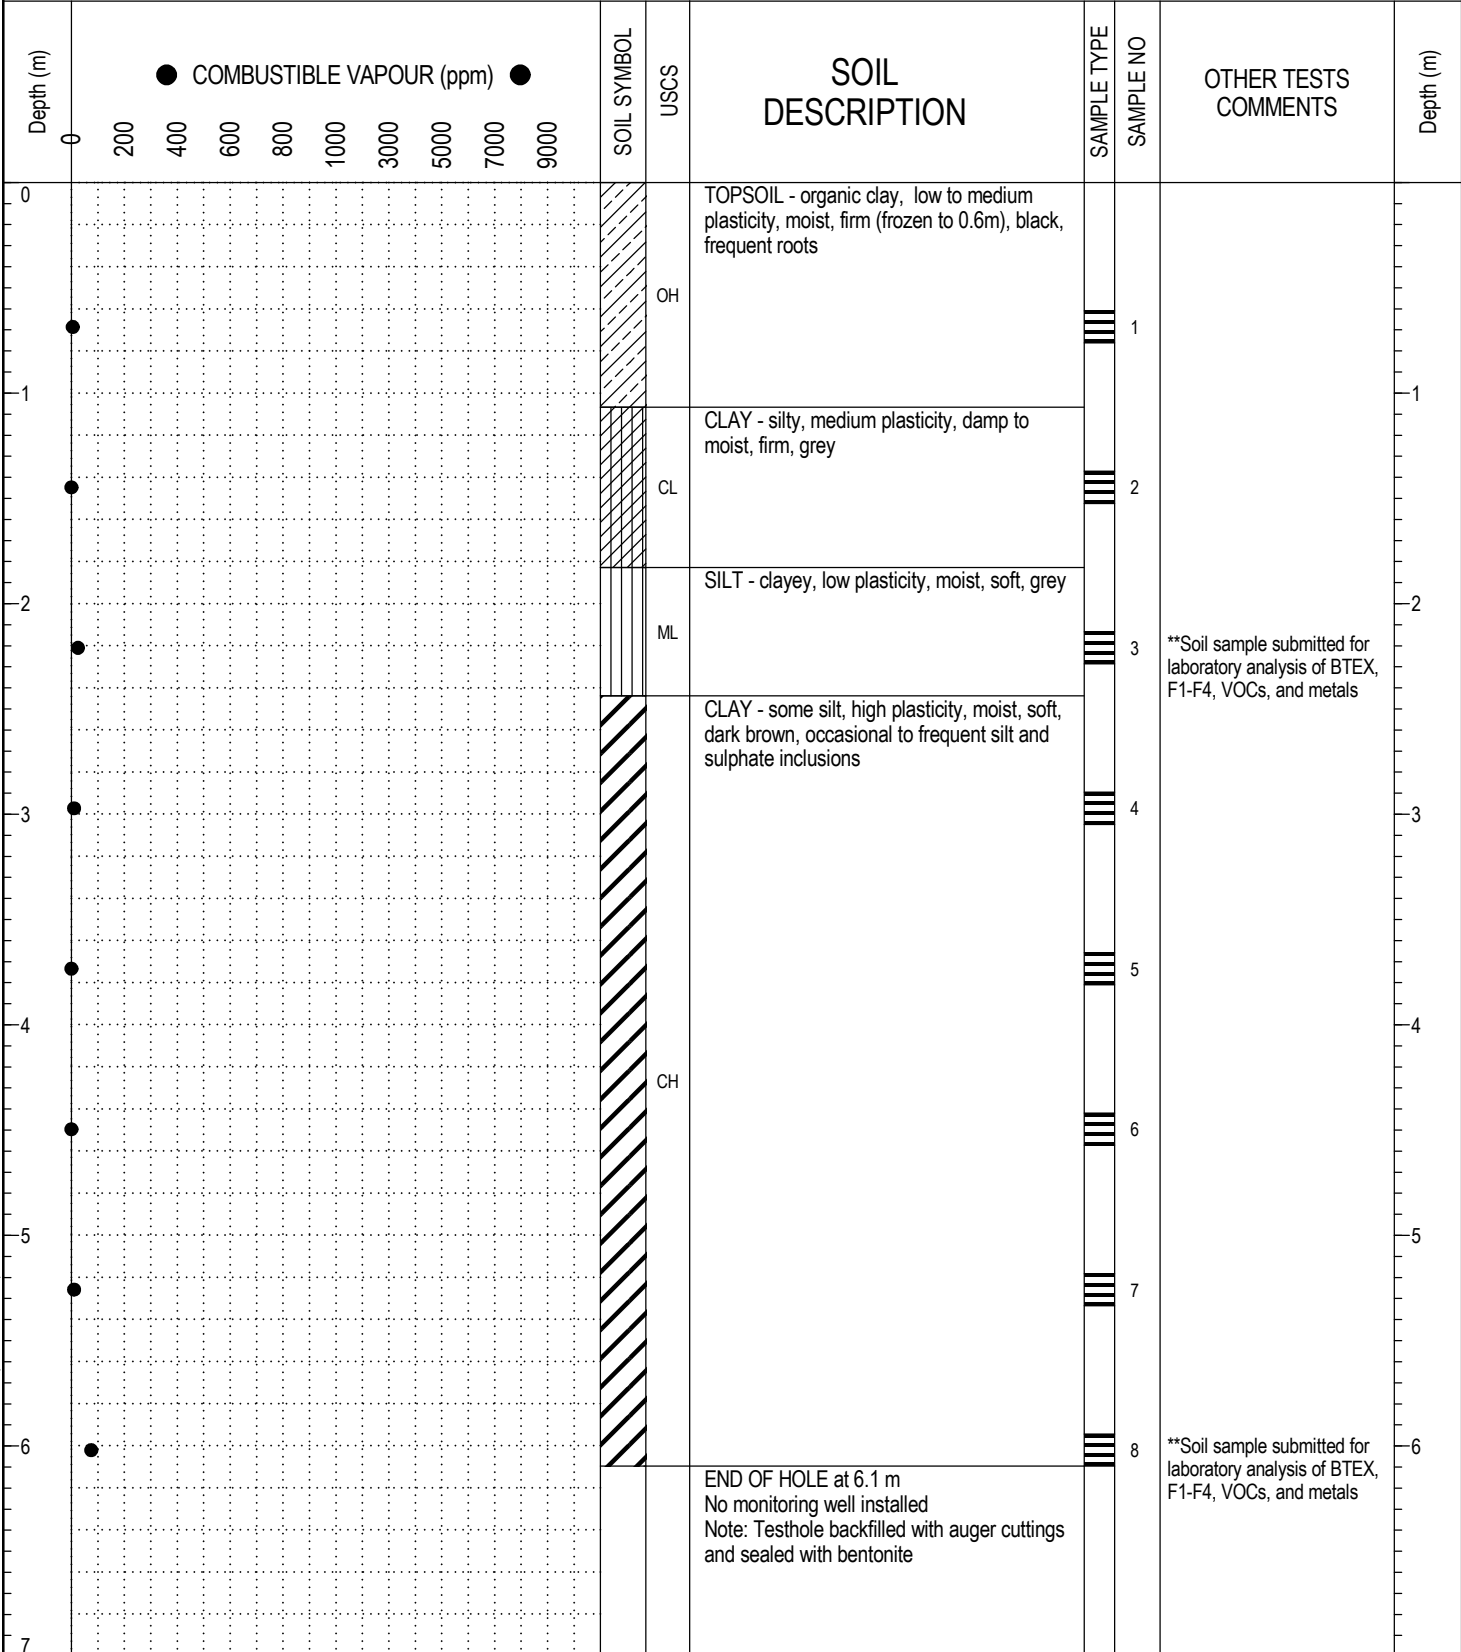 Depth (m)
● COMBUSTIBLE VAPOUR (ppm) ●
0 200 400 600 800 1000 3000 5000 7000 9000
SOIL SYMBOL
USCS
SOIL
DESCRIPTION
SAMPLE TYPE
SAMPLE NO
OTHER TESTS
COMMENTS
Depth (m)
0
TOPSOIL - organic clay, low to medium
plasticity, moist, firm (frozen to 0.6m), black,
frequent roots
OH
1
1
1
CLAY - silty, medium plasticity, damp to
moist, firm, grey
CL
2
SILT - clayey, low plasticity, moist, soft, grey
2
2
ML
3
**Soil sample submitted for
laboratory analysis of BTEX,
F1-F4, VOCs, and metals
CLAY - some silt, high plasticity, moist, soft,
dark brown, occasional to frequent silt and
sulphate inclusions
3
4
3
5
4
4
CH
6
5
5
7
6
8
6
**Soil sample submitted for
laboratory analysis of BTEX,
F1-F4, VOCs, and metals
END OF HOLE at 6.1 m
No monitoring well installed
Note: Testhole backfilled with auger cuttings
and sealed with bentonite
7